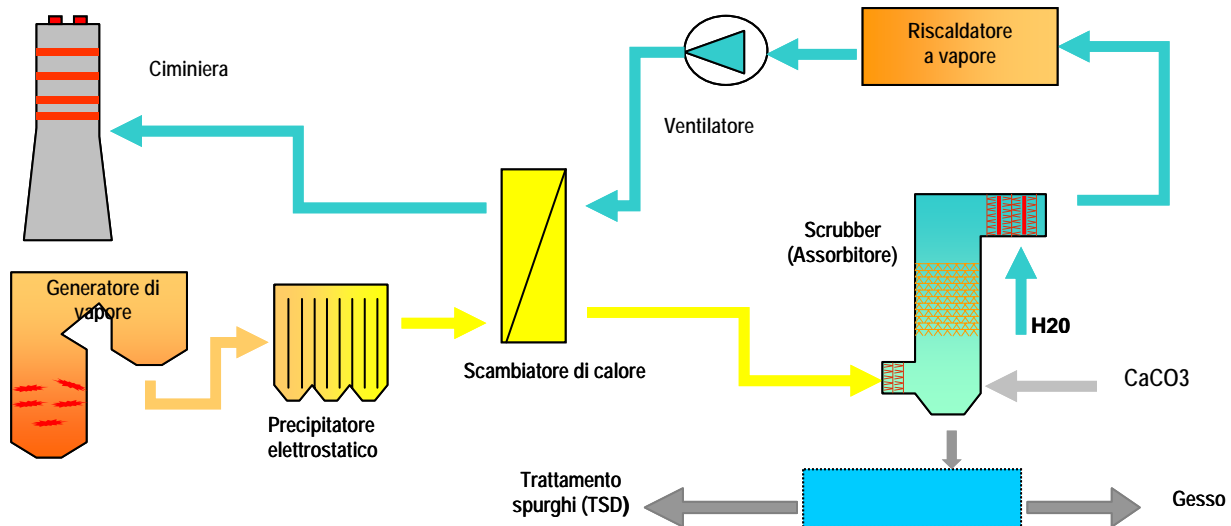 Riscaldatore
a vapore
Ciminiera
Ventilatore
Scrubber
(Assorbitore)
Generatore di
vapore
H20
Scambiatore di calore
CaCO3
Precipitatore
elettrostatico
Trattamento
spurghi (TSD)
Gesso